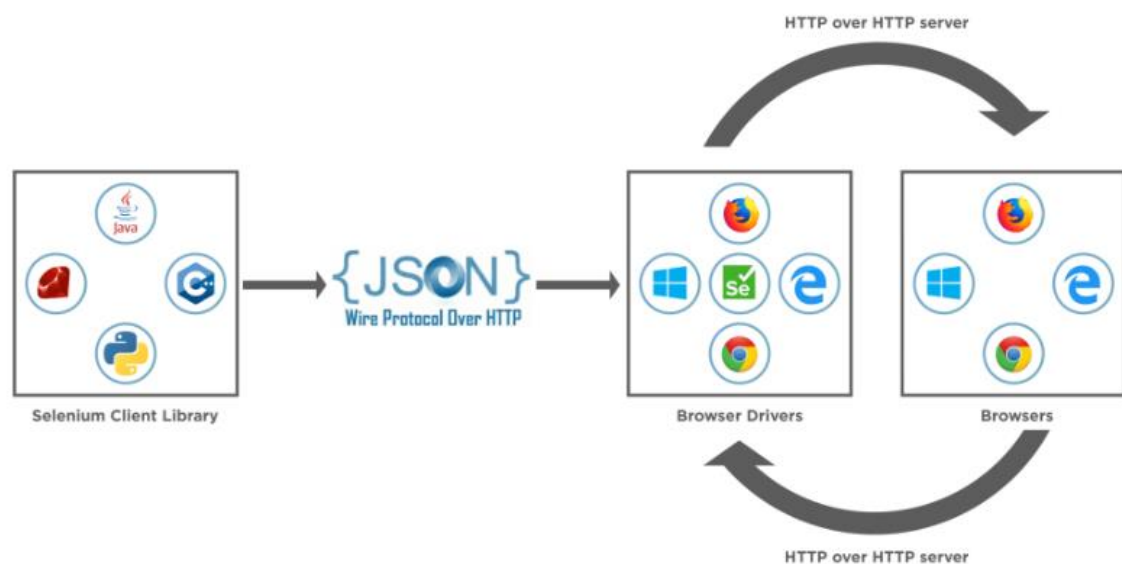 HTTP over HTTP server
Java
{JSON}
Wire Protocol Over HTTP
Se
Selenium Client Library
Browser Drivers
Browsers
HTTP over HTTP server